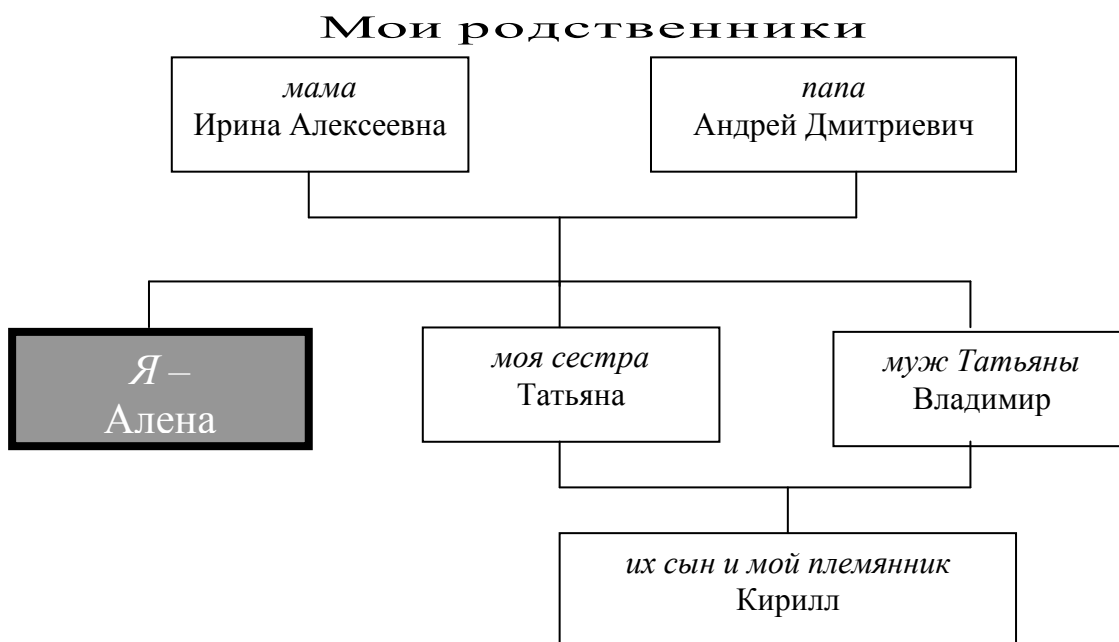 Мои родственники
мама
Ирина Алексеевна
папа
Андрей Дмитриевич
Я –
Алена
моя сестра
Татьяна
муж Татьяны
Владимир
их сын и мой племянник
Кирилл